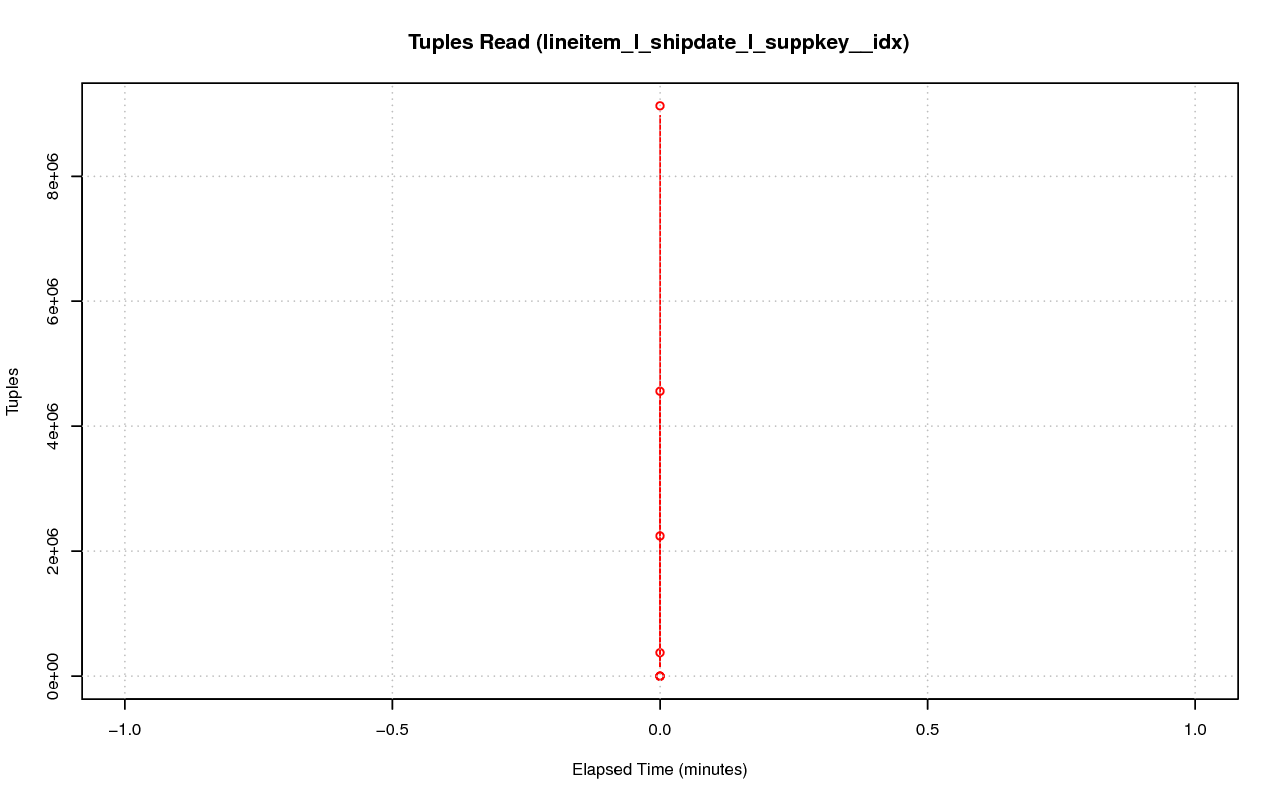 Tuples Read (lineitem_l_shipdate_l_suppkey__idx)
Tuples
8e+06
6e+06
4e+06
2e+06
0e+00
−1.0
−0.5
0.0
0.5
1.0
Elapsed Time (minutes)